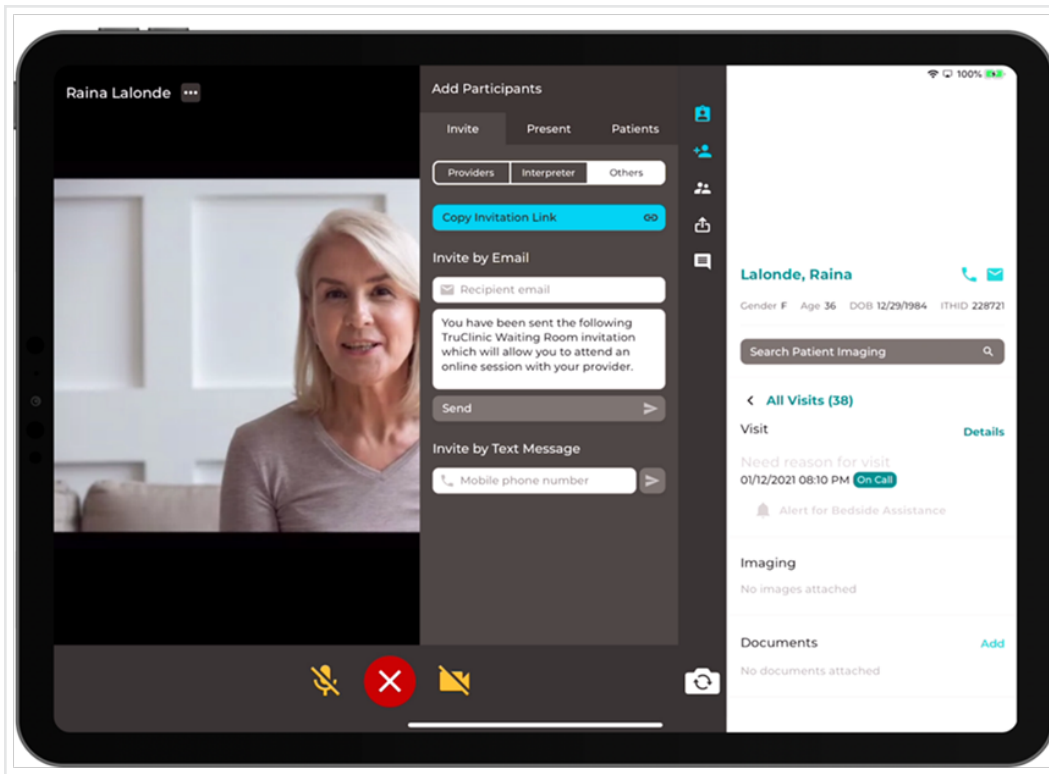 Raina Lalonde
Add Participants
Invite Present Patients
Providers Interpreter Others
Copy Invitation Link
Invite by Email
Recipient email
You have been sent the following
TruClinic Waiting Room invitation
which will allow you to attend an
online session with your provider.
Send
Invite by Text Message
Mobile phone number
100%
Lalonde, Raina
Gender F Age 36 DOB 12/29/1984 ITHID 228721
Search Patient Imaging
All Visits (38)
Visit Details
Need reason for visit
01/12/2021 08:10 PM On Call
Alert for Bedside Assistance
Imaging
No images attached
Documents Add
No documents attached